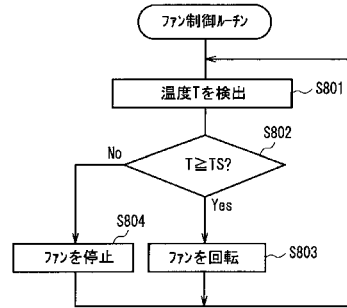 ﾌｧﾝ制御ﾙｰﾁﾝ
S801
温度Tを検出
S802
T≧TS?
No
Yes
S804
ﾌｧﾝを停止
S803
ﾌｧﾝを回転